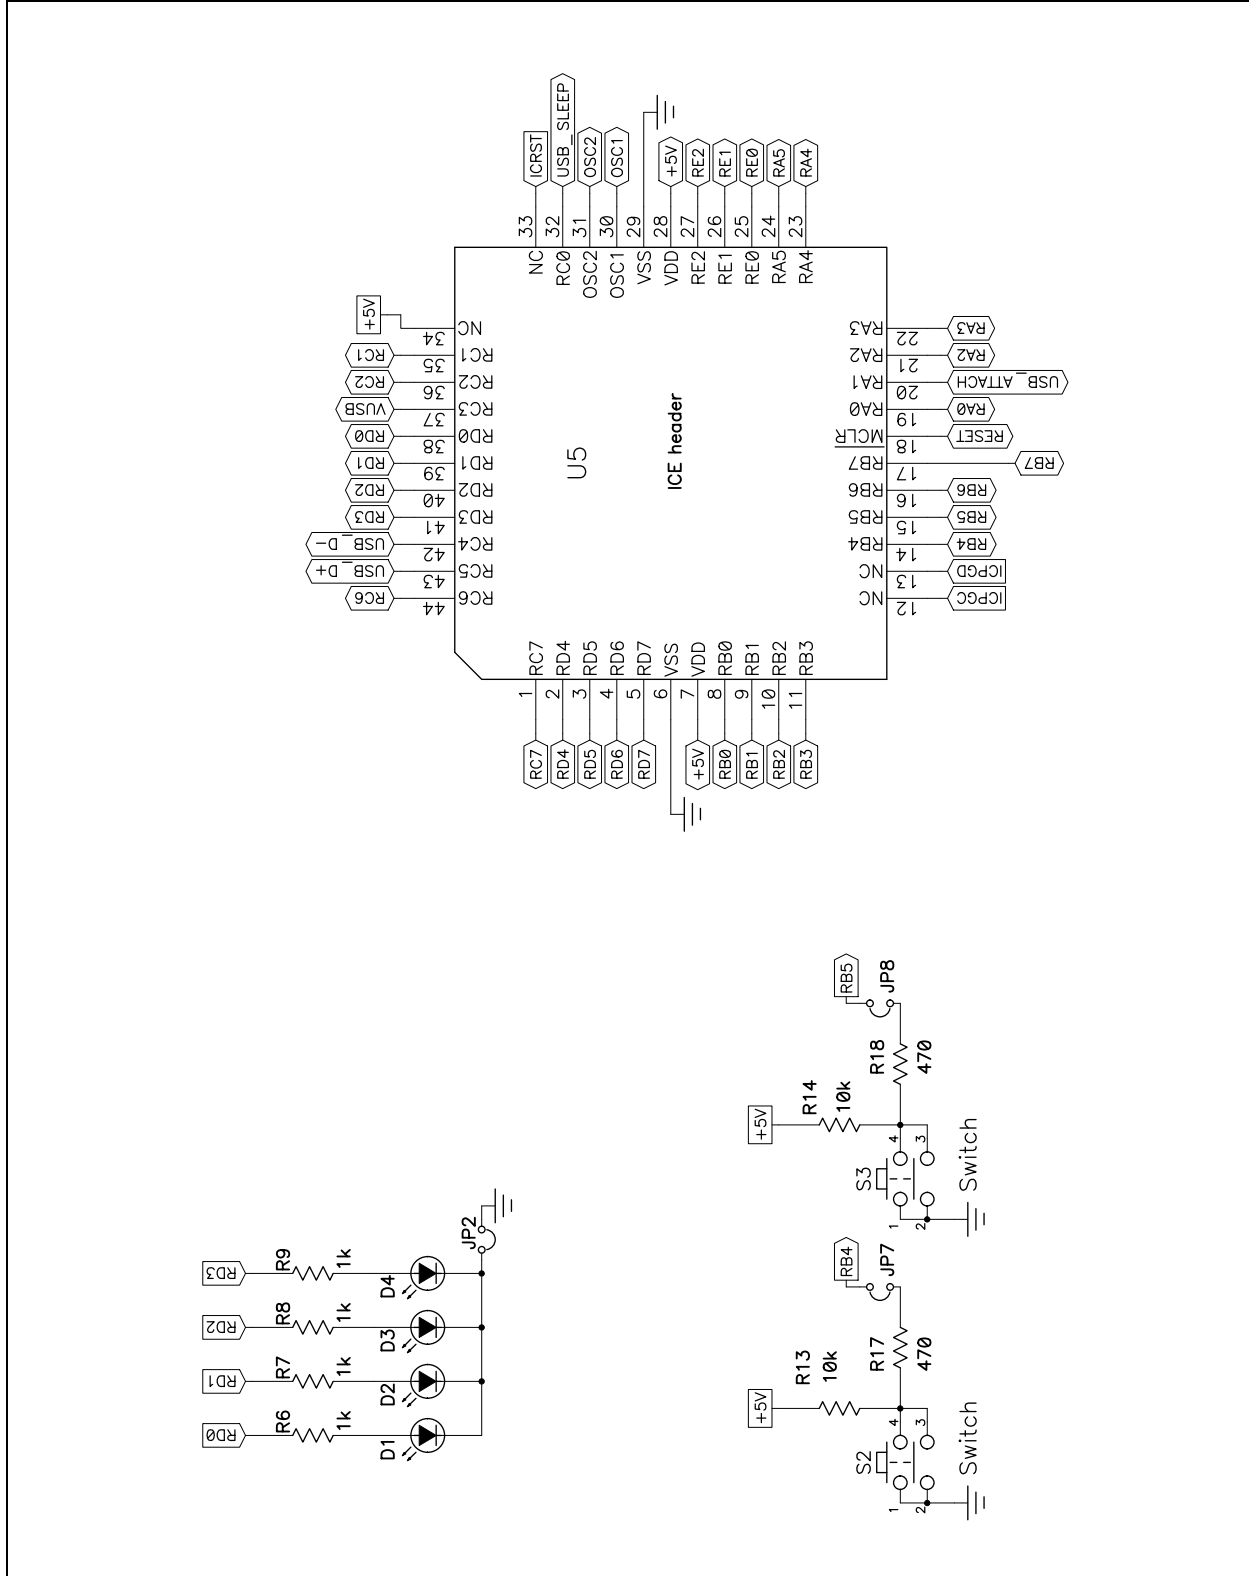 ICRST
USB_SLEEP
OSC2
OSC1
+5V
RE2
RE1
RE0
RA5
RA4
33
32
31
30
29
28
27
26
25
24
23
NC
RC0
OSC2
OSC1
VSS
VDD
RE2
RE1
RE0
RA5
RA4
+5V 34 NC
RC1 35 RC1
RC2 36 RC2
VUSB 37 RC3
RD0 38 RD0
RD1 39 RD1
RD2 40 RD2
RD3 41 RD3
USB_D- 42 RC4
USB_D+ 43 RC5
RC6 44 RC6
U5
ICE header
RA3 22 RA3
RA2 21 RA2
RA1 20 USB_ATTACH
RA0 19 RA0
MCLR 18 RESET
RB7 17 RB7
RB6 16 RB6
RB5 15 RB5
RB4 14 RB4
NC 13 ICPGD
NC 12 ICPGC
RC7
RD4
RD5
RD6
RD7
VSS
VDD
RB0
RB1
RB2
RB3
1
2
3
4
5
6
7
8
9
10
11
RC7
RD4
RD5
RD6
RD7
+5V
RB0
RB1
RB2
RB3
RD3
R9
1k
D4
RD2
R8
1k
D3
RD1
R7
1k
D2
RD0
R6
1k
D1
JP2
RB5
JP8
R18
470
R14
10k
+5V
S3
4
3
1
2
Switch
RB4
JP7
R17
470
R13
10k
+5V
S2
4
3
1
2
Switch